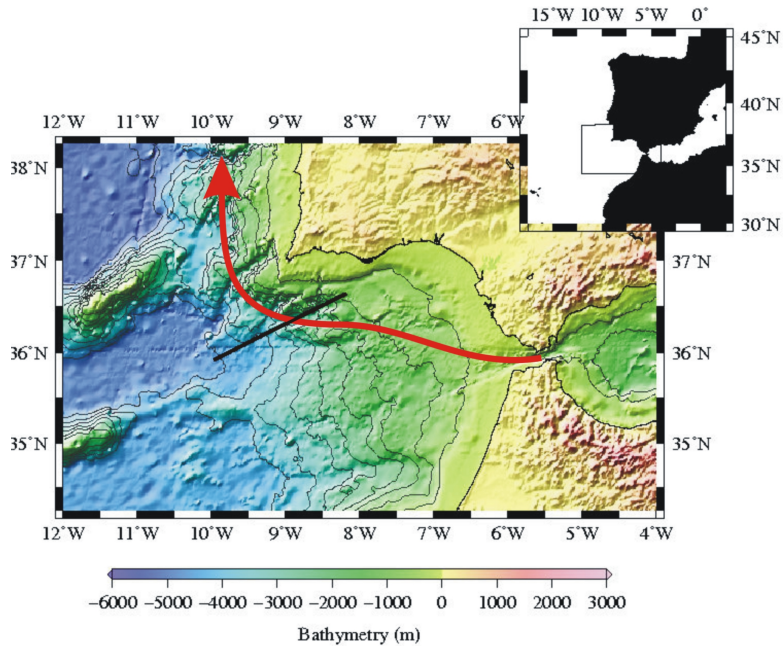 15°W 10°W 5°W 0°
45°N
40°N
35°N
30°N
12°W 11°W 10°W 9°W 8°W 7°W 6°W
38°N
37°N 37°N
36°N 36°N
35°N 35°N
12°W 11°W 10°W 9°W 8°W 7°W 6°W 5°W 4°W
−6000 −5000 −4000 −3000 −2000 −1000 0 1000 2000 3000
Bathymetry (m)